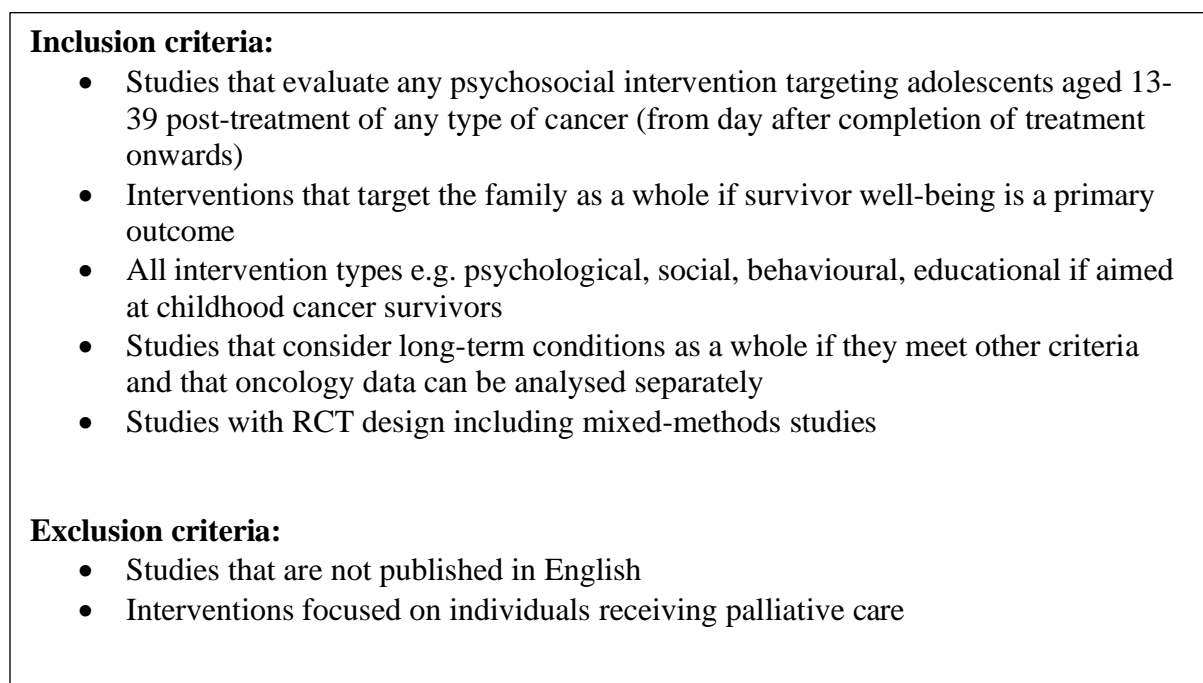 Inclusion criteria:
• Studies that evaluate any psychosocial intervention targeting adolescents aged 13-
39 post-treatment of any type of cancer (from day after completion of treatment
onwards)
• Interventions that target the family as a whole if survivor well-being is a primary
outcome
• All intervention types e.g. psychological, social, behavioural, educational if aimed
at childhood cancer survivors
• Studies that consider long-term conditions as a whole if they meet other criteria
and that oncology data can be analysed separately
• Studies with RCT design including mixed-methods studies
Exclusion criteria:
• Studies that are not published in English
• Interventions focused on individuals receiving palliative care